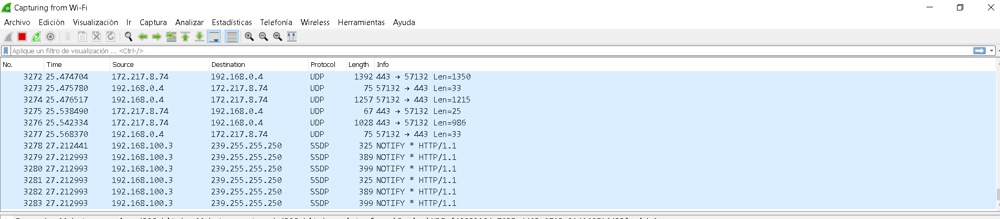 Capturing from Wi-Fi
Archivo Edición Visualización Ir Captura Analizar Estadísticas Telefonía Wireless Herramientas Ayuda
Aplique un filtro de visualización ... <Ctrl-/>
No. Time Source Destination Protocol Length Info
3272 25.474704 172.217.8.74 192.168.0.4 UDP 1392 443 → 57132 Len=1350
3273 25.475780 192.168.0.4 172.217.8.74 UDP 75 57132 → 443 Len=33
3274 25.476517 192.168.0.4 172.217.8.74 UDP 1257 57132 → 443 Len=1215
3275 25.538490 172.217.8.74 192.168.0.4 UDP 67 443 → 57132 Len=25
3276 25.542334 172.217.8.74 192.168.0.4 UDP 1028 443 → 57132 Len=986
3277 25.568370 192.168.0.4 172.217.8.74 UDP 75 57132 → 443 Len=33
3278 27.212441 192.168.100.3 239.255.255.250 SSDP 325 NOTIFY * HTTP/1.1
3279 27.212993 192.168.100.3 239.255.255.250 SSDP 389 NOTIFY * HTTP/1.1
3280 27.212993 192.168.100.3 239.255.255.250 SSDP 399 NOTIFY * HTTP/1.1
3281 27.212993 192.168.100.3 239.255.255.250 SSDP 325 NOTIFY * HTTP/1.1
3282 27.212993 192.168.100.3 239.255.255.250 SSDP 389 NOTIFY * HTTP/1.1
3283 27.212993 192.168.100.3 239.255.255.250 SSDP 399 NOTIFY * HTTP/1.1